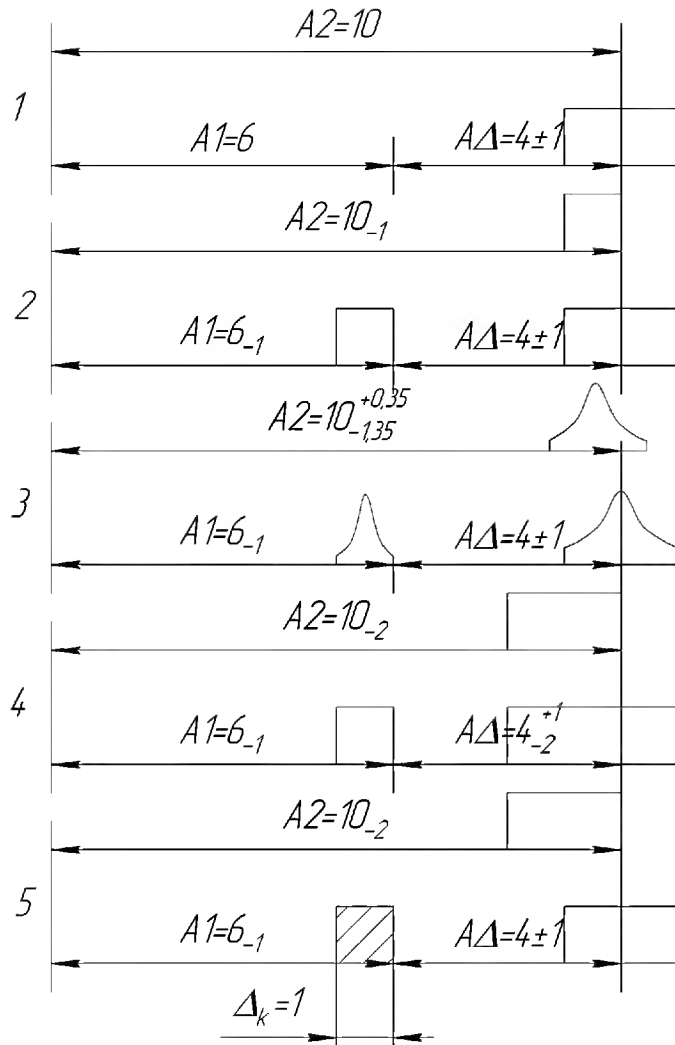 A2=10
1
A1=6 AΔ=4±1
A2=10₋₁
2
A1=6₋₁ AΔ=4±1
A2=10₋₁,₃₅⁺⁰,³⁵
3
A1=6₋₁ AΔ=4±1
A2=10₋₂
4
A1=6₋₁ AΔ=4₋₂⁺¹
A2=10₋₂
5
A1=6₋₁ AΔ=4±1
Δₖ=1